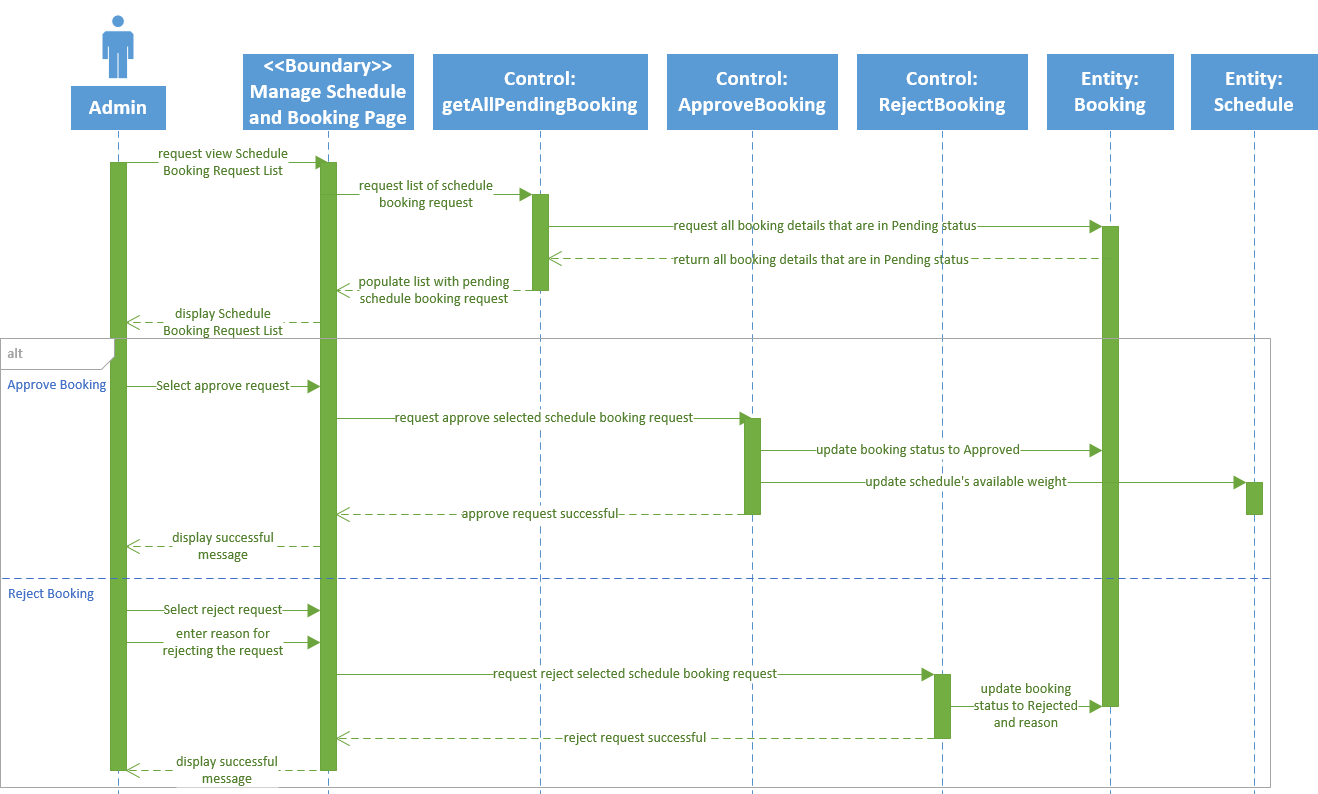 Admin
<<Boundary>>
Manage Schedule
and Booking Page
Control:
getAllPendingBooking
Control:
ApproveBooking
Control:
RejectBooking
Entity:
Booking
Entity:
Schedule
request view Schedule
Booking Request List
request list of schedule
booking request
request all booking details that are in Pending status
return all booking details that are in Pending status
populate list with pending
schedule booking request
display Schedule
Booking Request List
alt
Approve Booking
Select approve request
request approve selected schedule booking request
update booking status to Approved
update schedule's available weight
approve request successful
display successful
message
Reject Booking
Select reject request
enter reason for
rejecting the request
request reject selected schedule booking request
update booking
status to Rejected
and reason
reject request successful
display successful
message